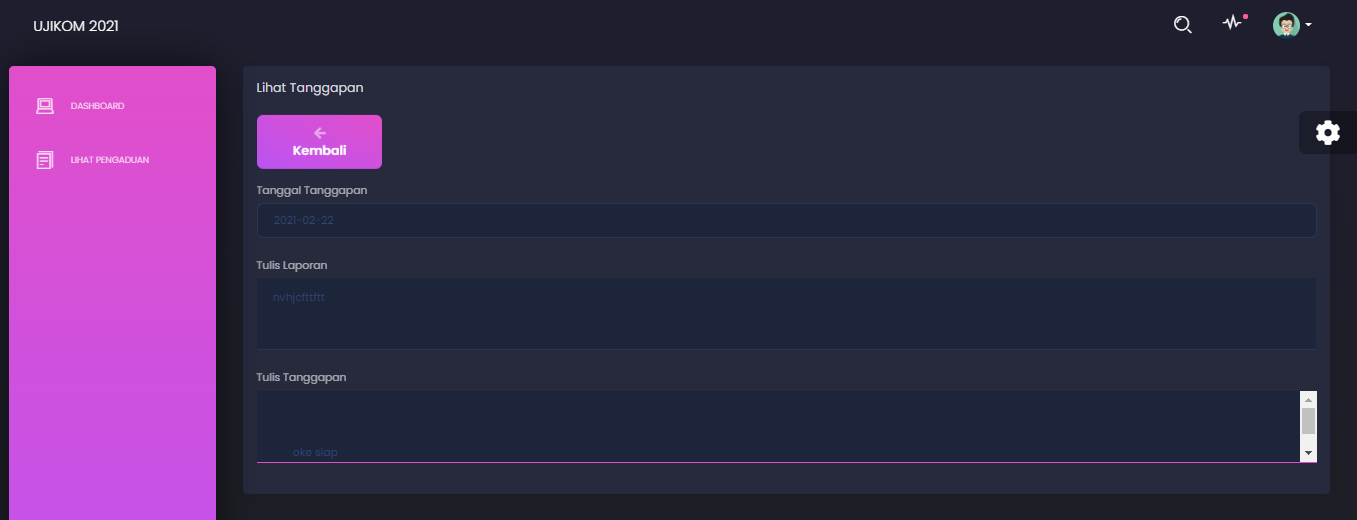 UJIKOM 2021
DASHBOARD
LIHAT PENGADUAN
Lihat Tanggapan
Kembali
Tanggal Tanggapan
2021-02-22
Tulis Laporan
nvhjcfttftt
Tulis Tanggapan
oke siap